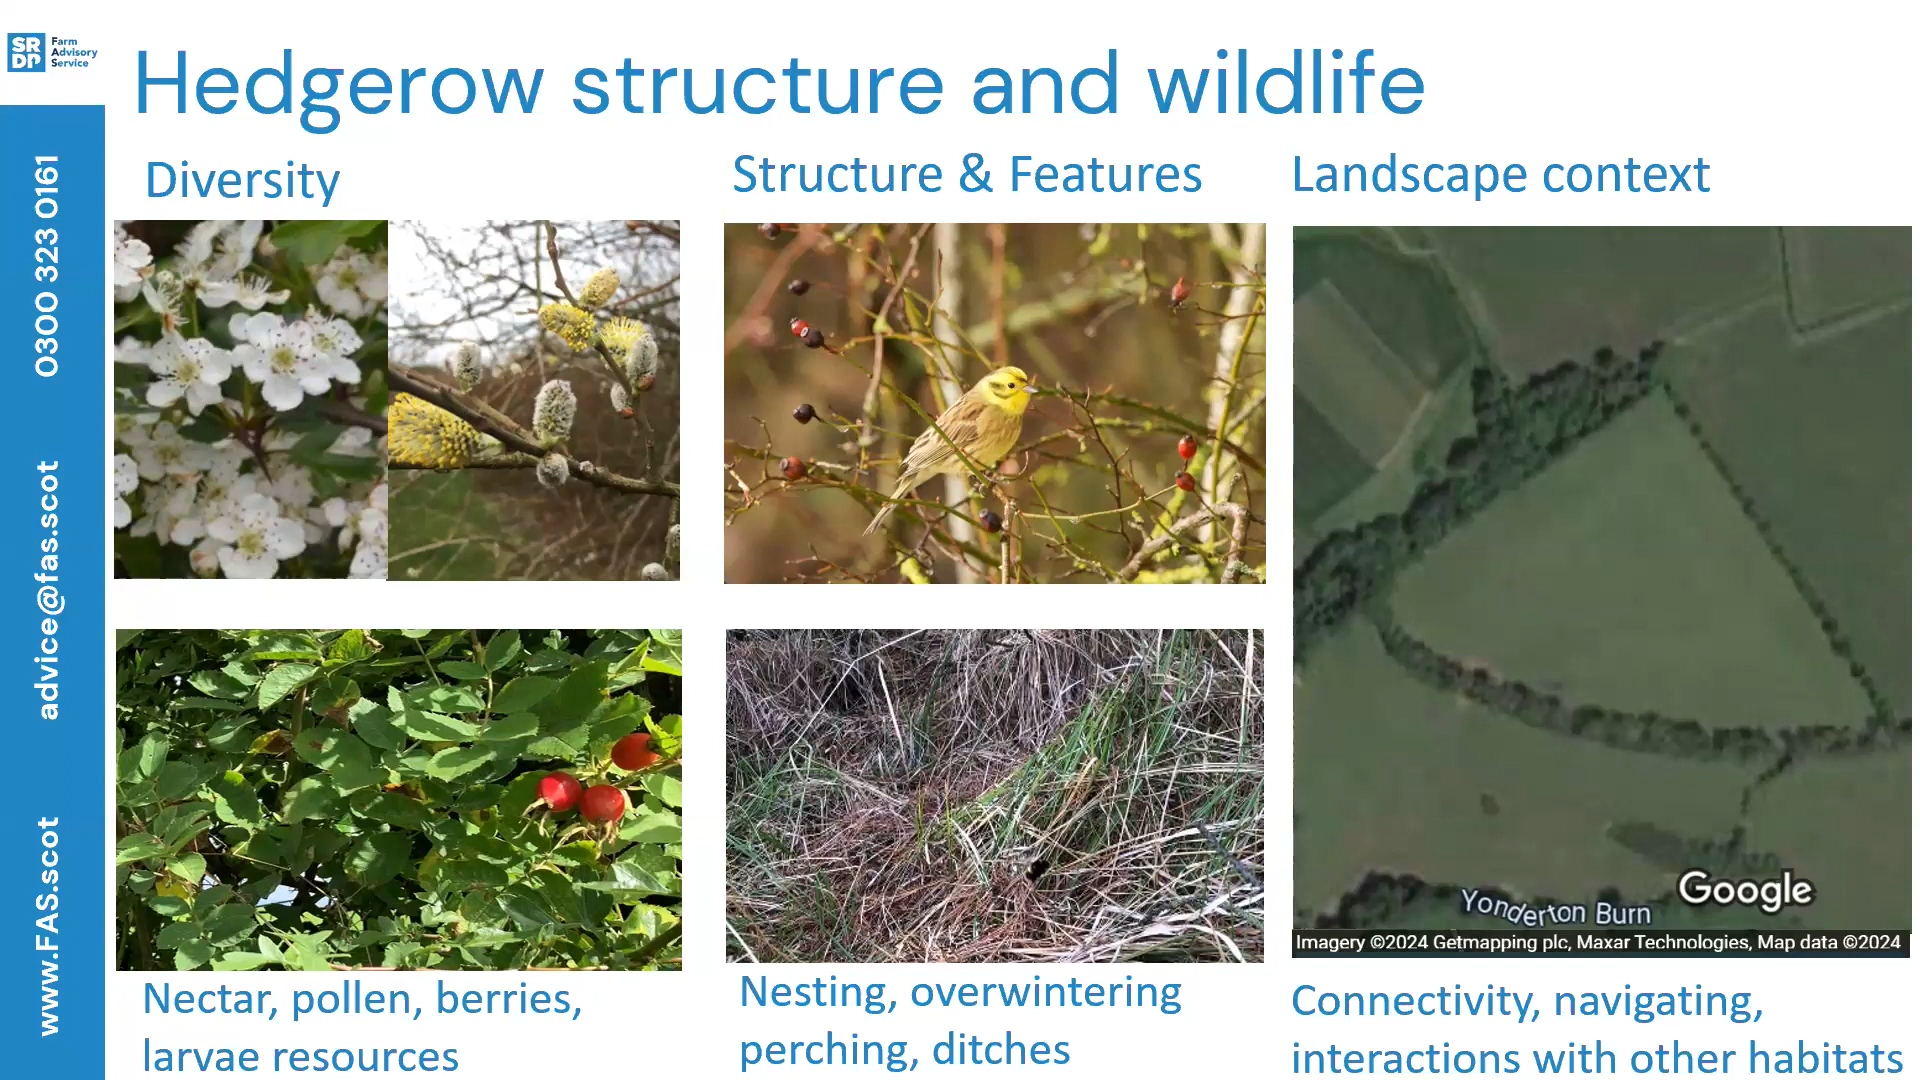 SR
DP
Farm
Advisory
Service
Hedgerow structure and wildlife
www.FAS.scot advice@fas.scot 0300 323 0161
Diversity
Nectar, pollen, berries,
larvae resources
Structure & Features
Nesting, overwintering
perching, ditches
Landscape context
Yonderton Burn
Google
Imagery ©2024 Getmapping plc, Maxar Technologies, Map data ©2024
Connectivity, navigating,
interactions with other habitats